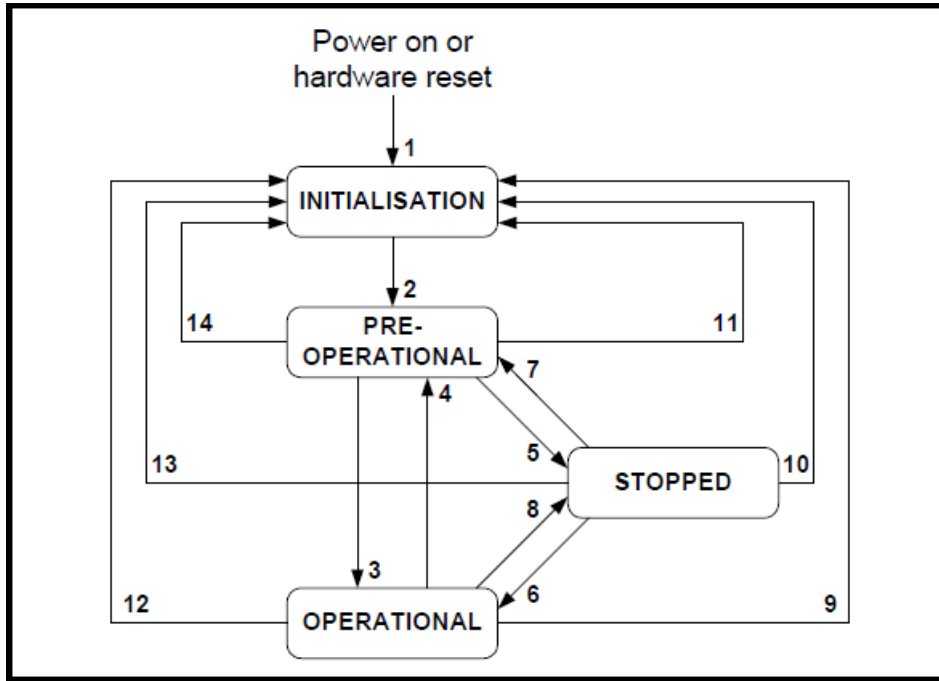 Power on or
hardware reset
1
INITIALISATION
2
14
11
PRE-
OPERATIONAL
7
4
5
13
10
STOPPED
8
3
6
12
9
OPERATIONAL